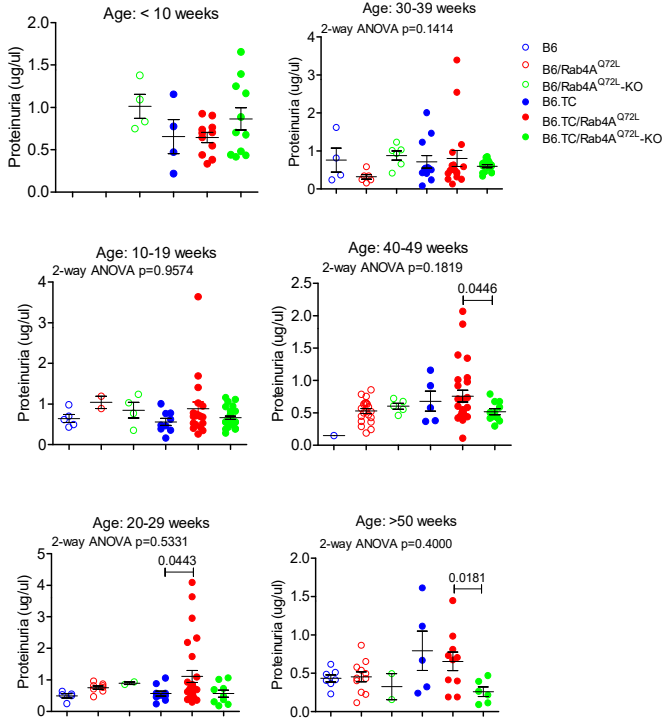 Age: < 10 weeks
Proteinuria (ug/ul)
2.0
1.5
1.0
0.5
0.0
Age: 30-39 weeks
2-way ANOVA p=0.1414
Proteinuria (ug/ul)
4
3
2
1
0
B6
B6/Rab4A^Q72L
B6/Rab4A^Q72L-KO
B6.TC
B6.TC/Rab4A^Q72L
B6.TC/Rab4A^Q72L-KO
Age: 10-19 weeks
2-way ANOVA p=0.9574
Proteinuria (ug/ul)
4
3
2
1
0
Age: 40-49 weeks
2-way ANOVA p=0.1819
0.0446
Proteinuria (ug/ul)
2.5
2.0
1.5
1.0
0.5
0.0
Age: 20-29 weeks
2-way ANOVA p=0.5331
0.0443
Proteinuria (ug/ul)
5
4
3
2
1
0
Age: >50 weeks
2-way ANOVA p=0.4000
0.0181
Proteinuria (ug/ul)
2.0
1.5
1.0
0.5
0.0